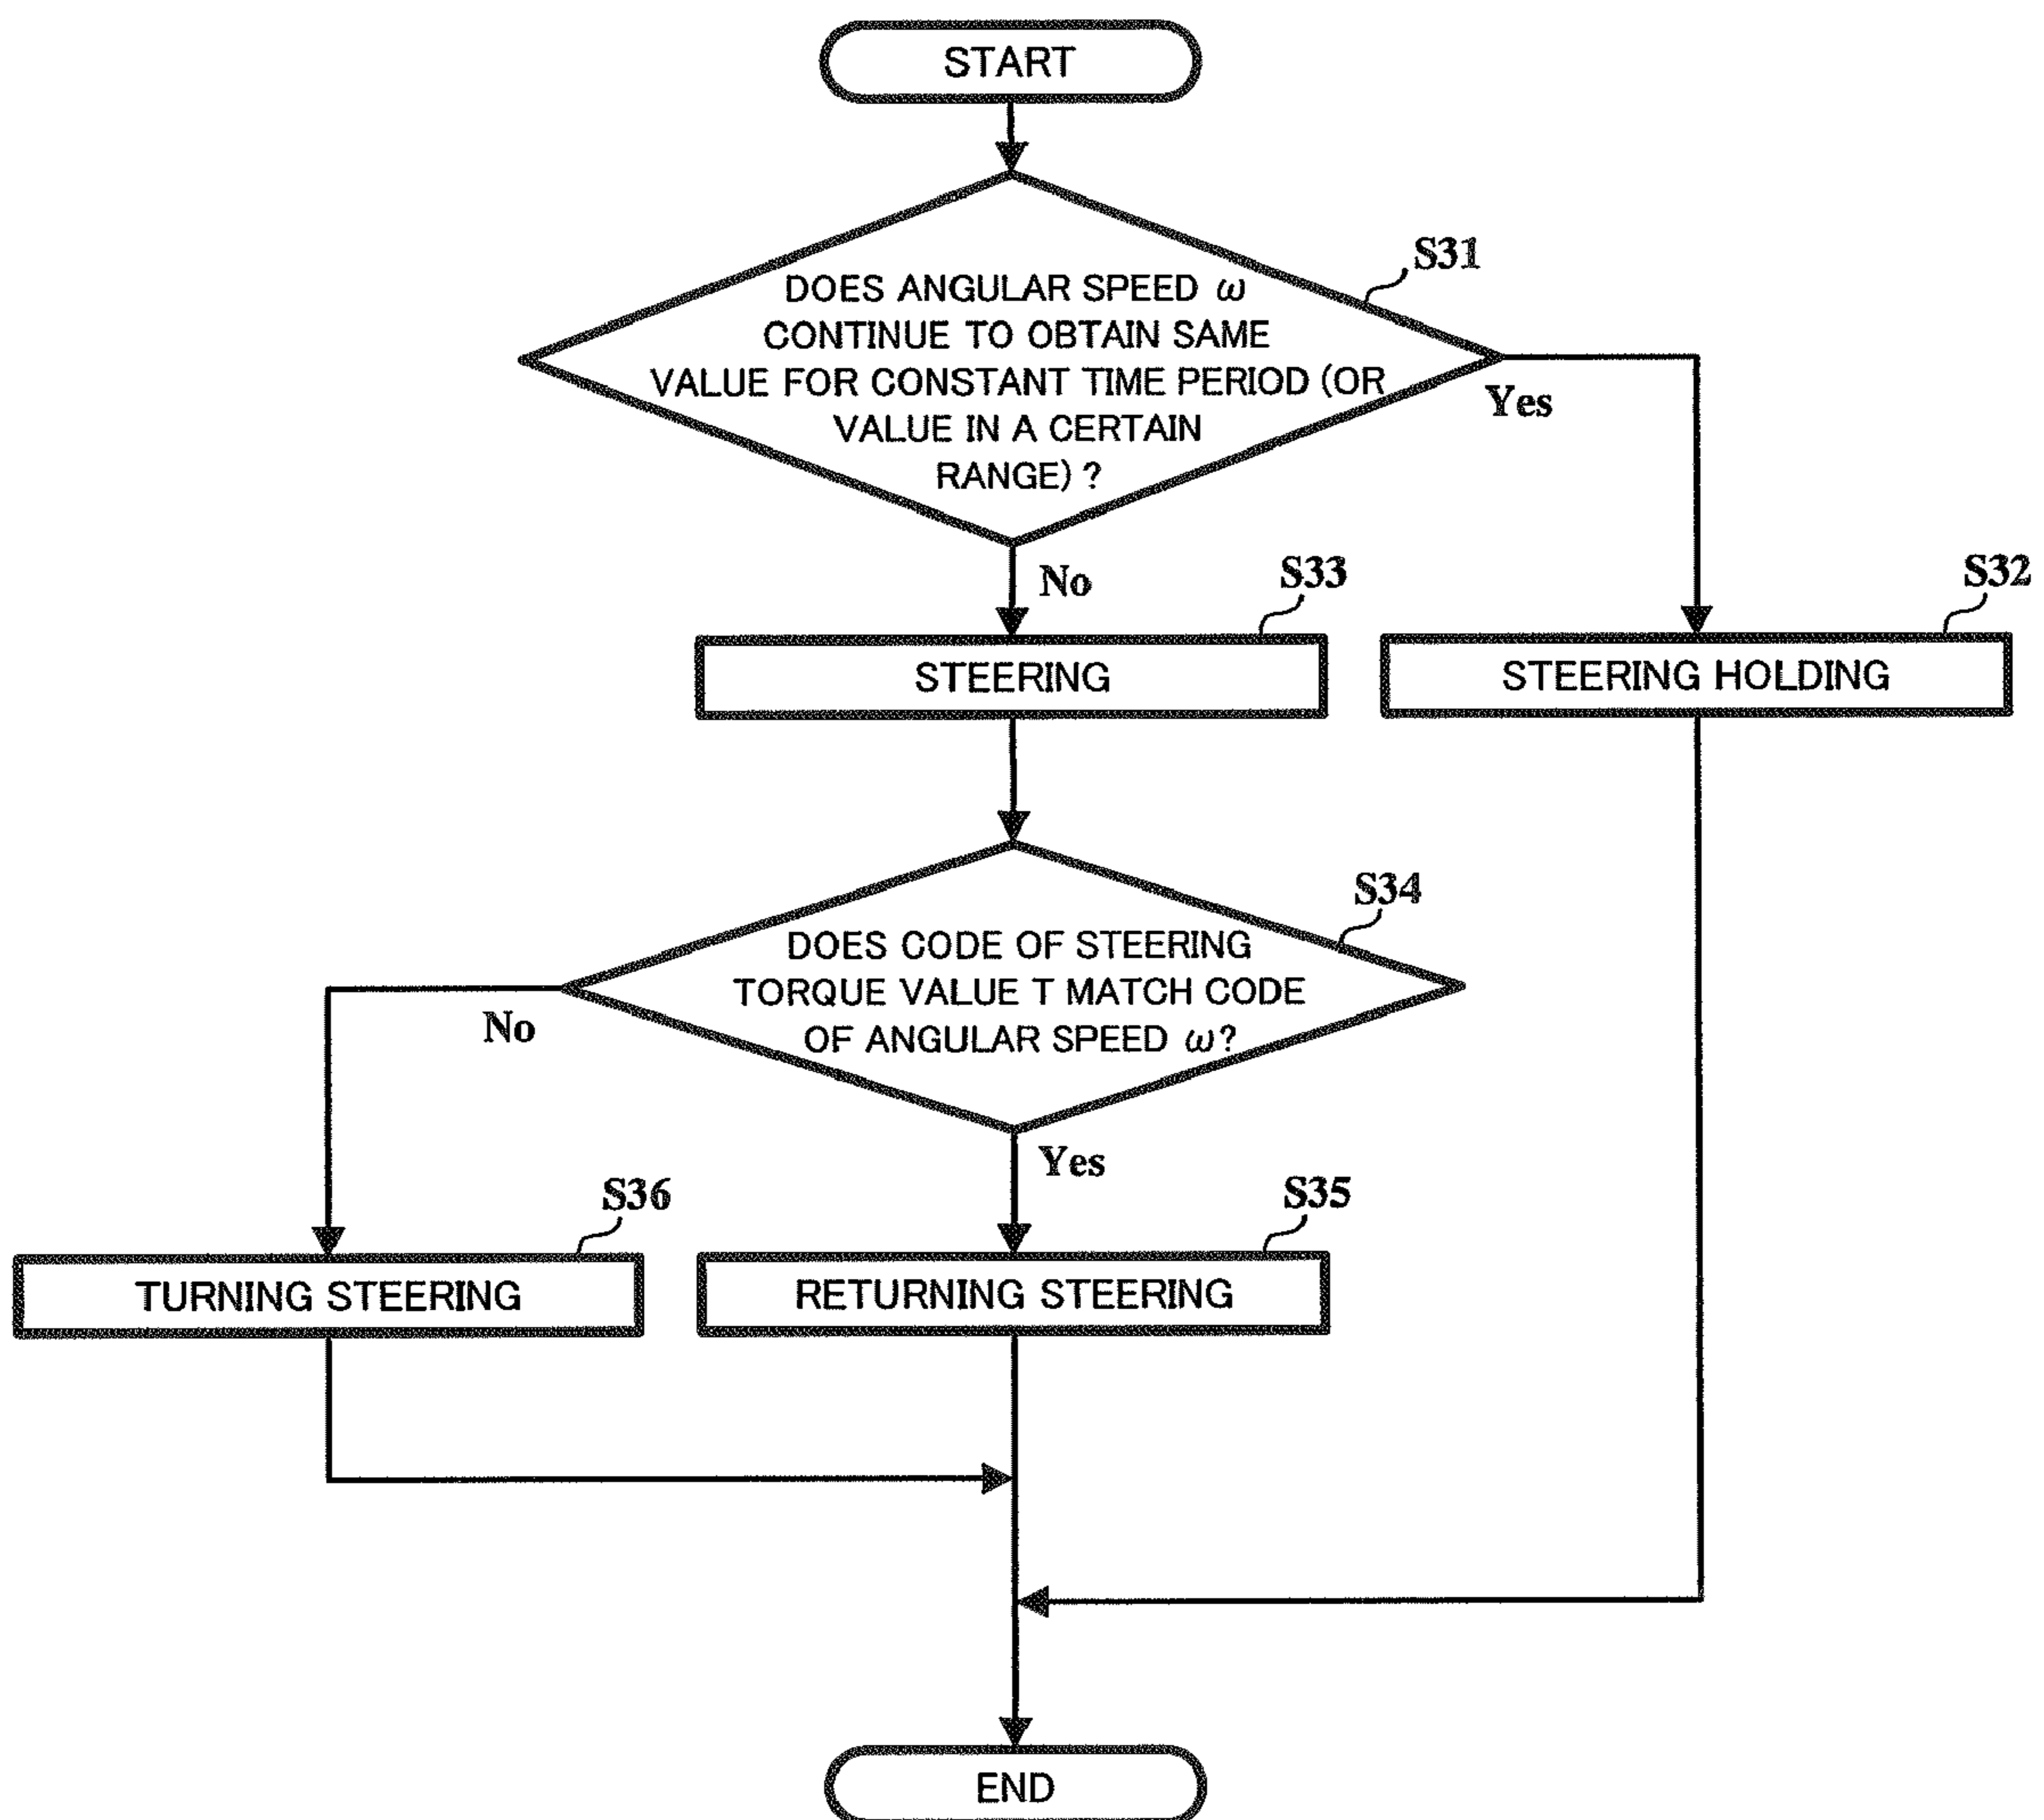 START
S31
DOES ANGULAR SPEED ω
CONTINUE TO OBTAIN SAME
VALUE FOR CONSTANT TIME PERIOD (OR
VALUE IN A CERTAIN
RANGE) ?
Yes
No
S33
S32
STEERING
STEERING HOLDING
S34
DOES CODE OF STEERING
TORQUE VALUE T MATCH CODE
OF ANGULAR SPEED ω?
No
Yes
S36
S35
TURNING STEERING
RETURNING STEERING
END